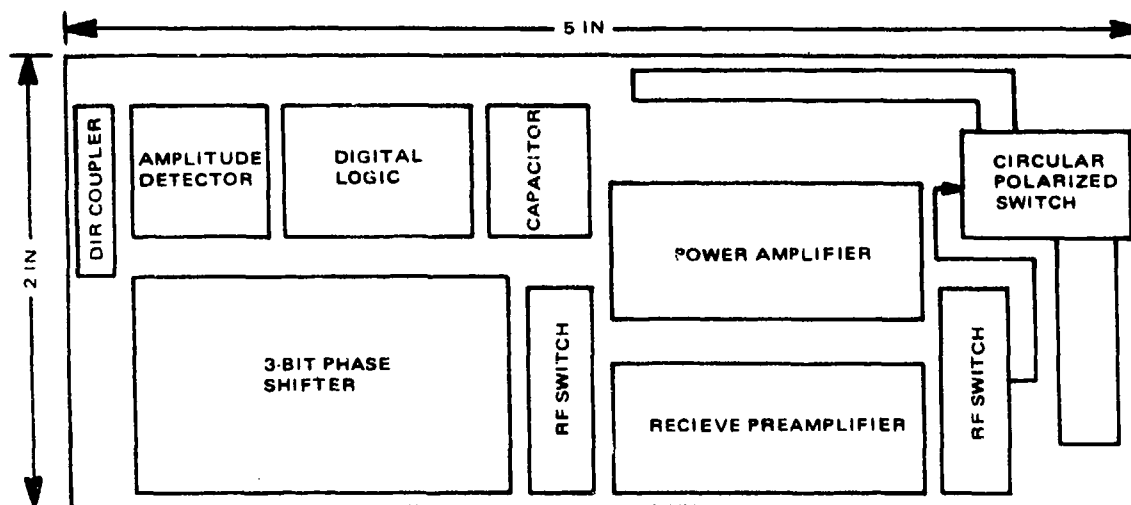 5 IN
2 IN
DIR COUPLER
AMPLITUDE
DETECTOR
DIGITAL
LOGIC
CAPACITOR
CIRCULAR
POLARIZED
SWITCH
POWER AMPLIFIER
3-BIT PHASE
SHIFTER
RF SWITCH
RECIEVE PREAMPLIFIER
RF SWITCH